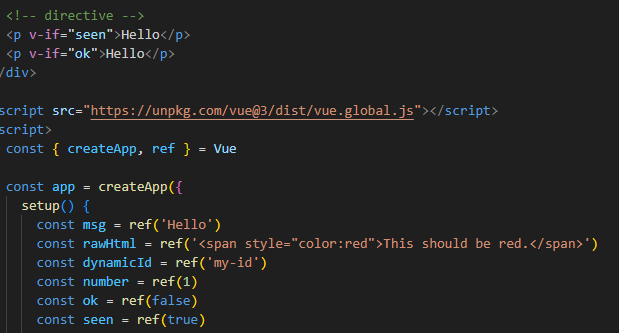 <!-- directive -->
<p v-if="seen">Hello</p>
<p v-if="ok">Hello</p>
/div>
script src="https://unpkg.com/vue@3/dist/vue.global.js"></script>
script>
const { createApp, ref } = Vue
const app = createApp({
setup() {
const msg = ref('Hello')
const rawHtml = ref('<span style="color:red">This should be red.</span>')
const dynamicId = ref('my-id')
const number = ref(1)
const ok = ref(false)
const seen = ref(true)